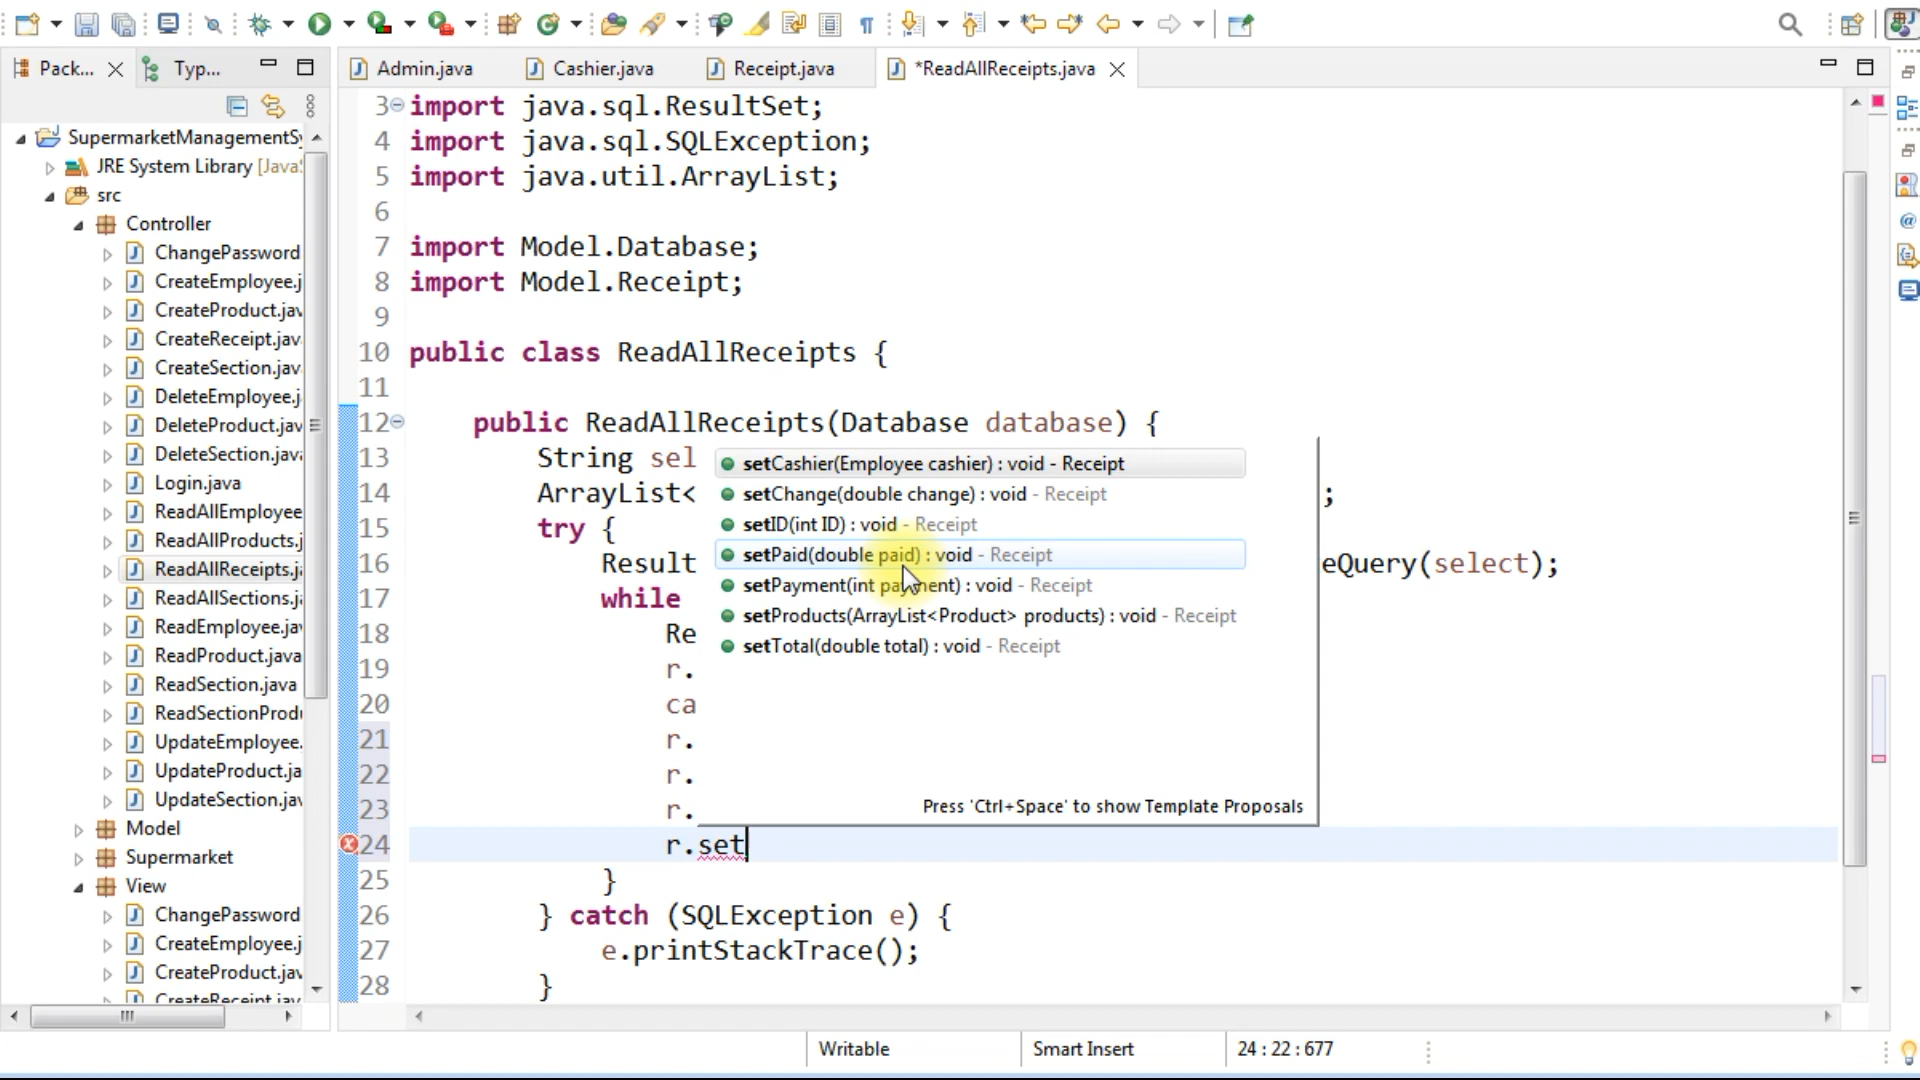 Pack...
Typ...
Admin.java
Cashier.java
Receipt.java
*ReadAllReceipts.java
SupermarketManagementSy
JRE System Library [JavaS
src
Controller
ChangePassword
CreateEmployee.j
CreateProduct.jav
CreateReceipt.jav
CreateSection.jav
DeleteEmployee.j
DeleteProduct.jav
DeleteSection.java
Login.java
ReadAllEmployee
ReadAllProducts.j
ReadAllReceipts.ja
ReadAllSections.ja
ReadEmployee.jav
ReadProduct.java
ReadSection.java
ReadSectionProdu
UpdateEmployee.
UpdateProduct.ja
UpdateSection.jav
Model
Supermarket
View
ChangePassword
CreateEmployee.j
CreateProduct.jav
CreateReceipt.jav
3 import java.sql.ResultSet;
4 import java.sql.SQLException;
5 import java.util.ArrayList;
6
7 import Model.Database;
8 import Model.Receipt;
9
10 public class ReadAllReceipts {
11
12 public ReadAllReceipts(Database database) {
13 String sel
14 ArrayList< ;
15 try {
16 Result eQuery(select);
17 while
18 Re
19 r.
20 ca
21 r.
22 r.
23 r.
24 r.set
25 }
26 } catch (SQLException e) {
27 e.printStackTrace();
28 }
setCashier(Employee cashier) : void - Receipt
setChange(double change) : void - Receipt
setID(int ID) : void - Receipt
setPaid(double paid) : void - Receipt
setPayment(int payment) : void - Receipt
setProducts(ArrayList<Product> products) : void - Receipt
setTotal(double total) : void - Receipt
Press 'Ctrl+Space' to show Template Proposals
Writable
Smart Insert
24 : 22 : 677